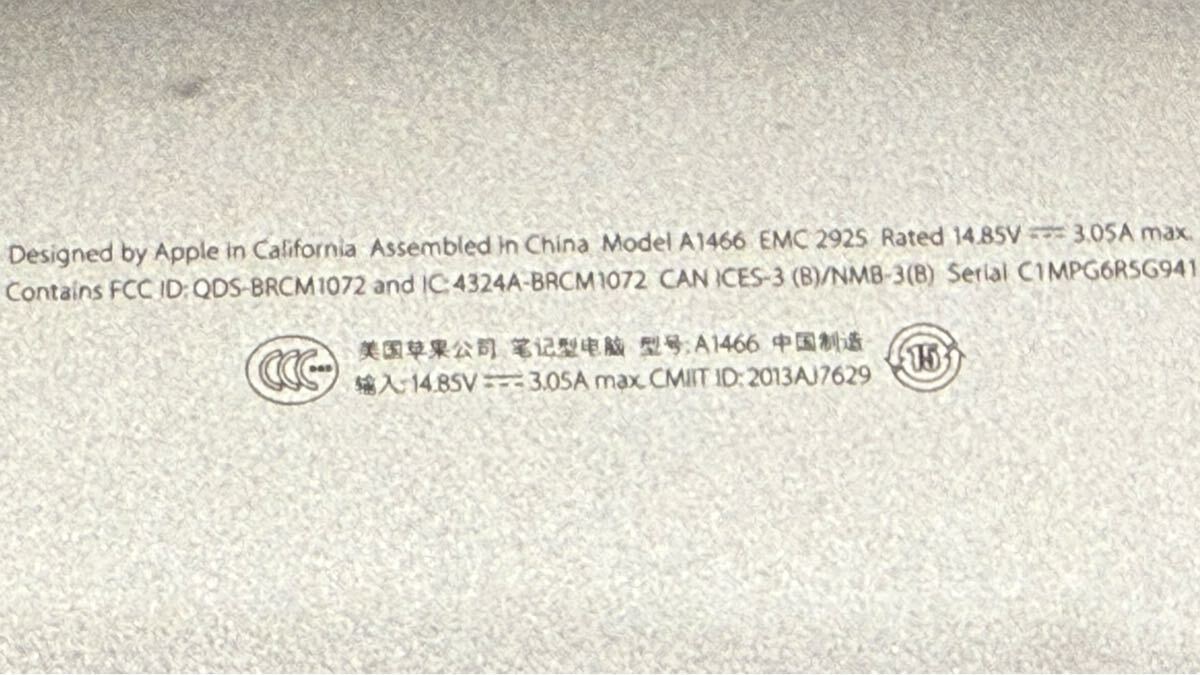 Designed by Apple in California Assembled in China Model A1466 EMC 2925 Rated 14.85V ⎓ 3.05A max.
Contains FCC ID: QDS-BRCM1072 and IC: 4324A-BRCM1072 CAN ICES-3 (B)/NMB-3(B) Serial C1MPG6R5G941
美国苹果公司 笔记型电脑 型号: A1466 中国制造
输入: 14.85V ⎓ 3.05A max. CMIIT ID: 2013AJ7629
CCC
15